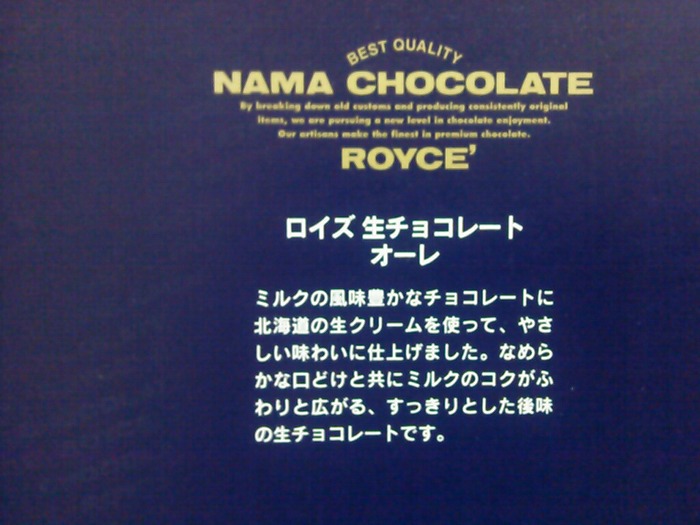 BEST QUALITY
NAMA CHOCOLATE
By breaking down old customs and producing consistently original
items, we are pursuing a new level in chocolate enjoyment.
Our artisans make the finest in premium chocolate.
ROYCE'
ロイズ 生チョコレート
オーレ
ミルクの風味豊かなチョコレートに
北海道の生クリームを使って、やさ
しい味わいに仕上げました。なめら
かな口どけと共にミルクのコクがふ
わりと広がる、すっきりとした後味
の生チョコレートです。